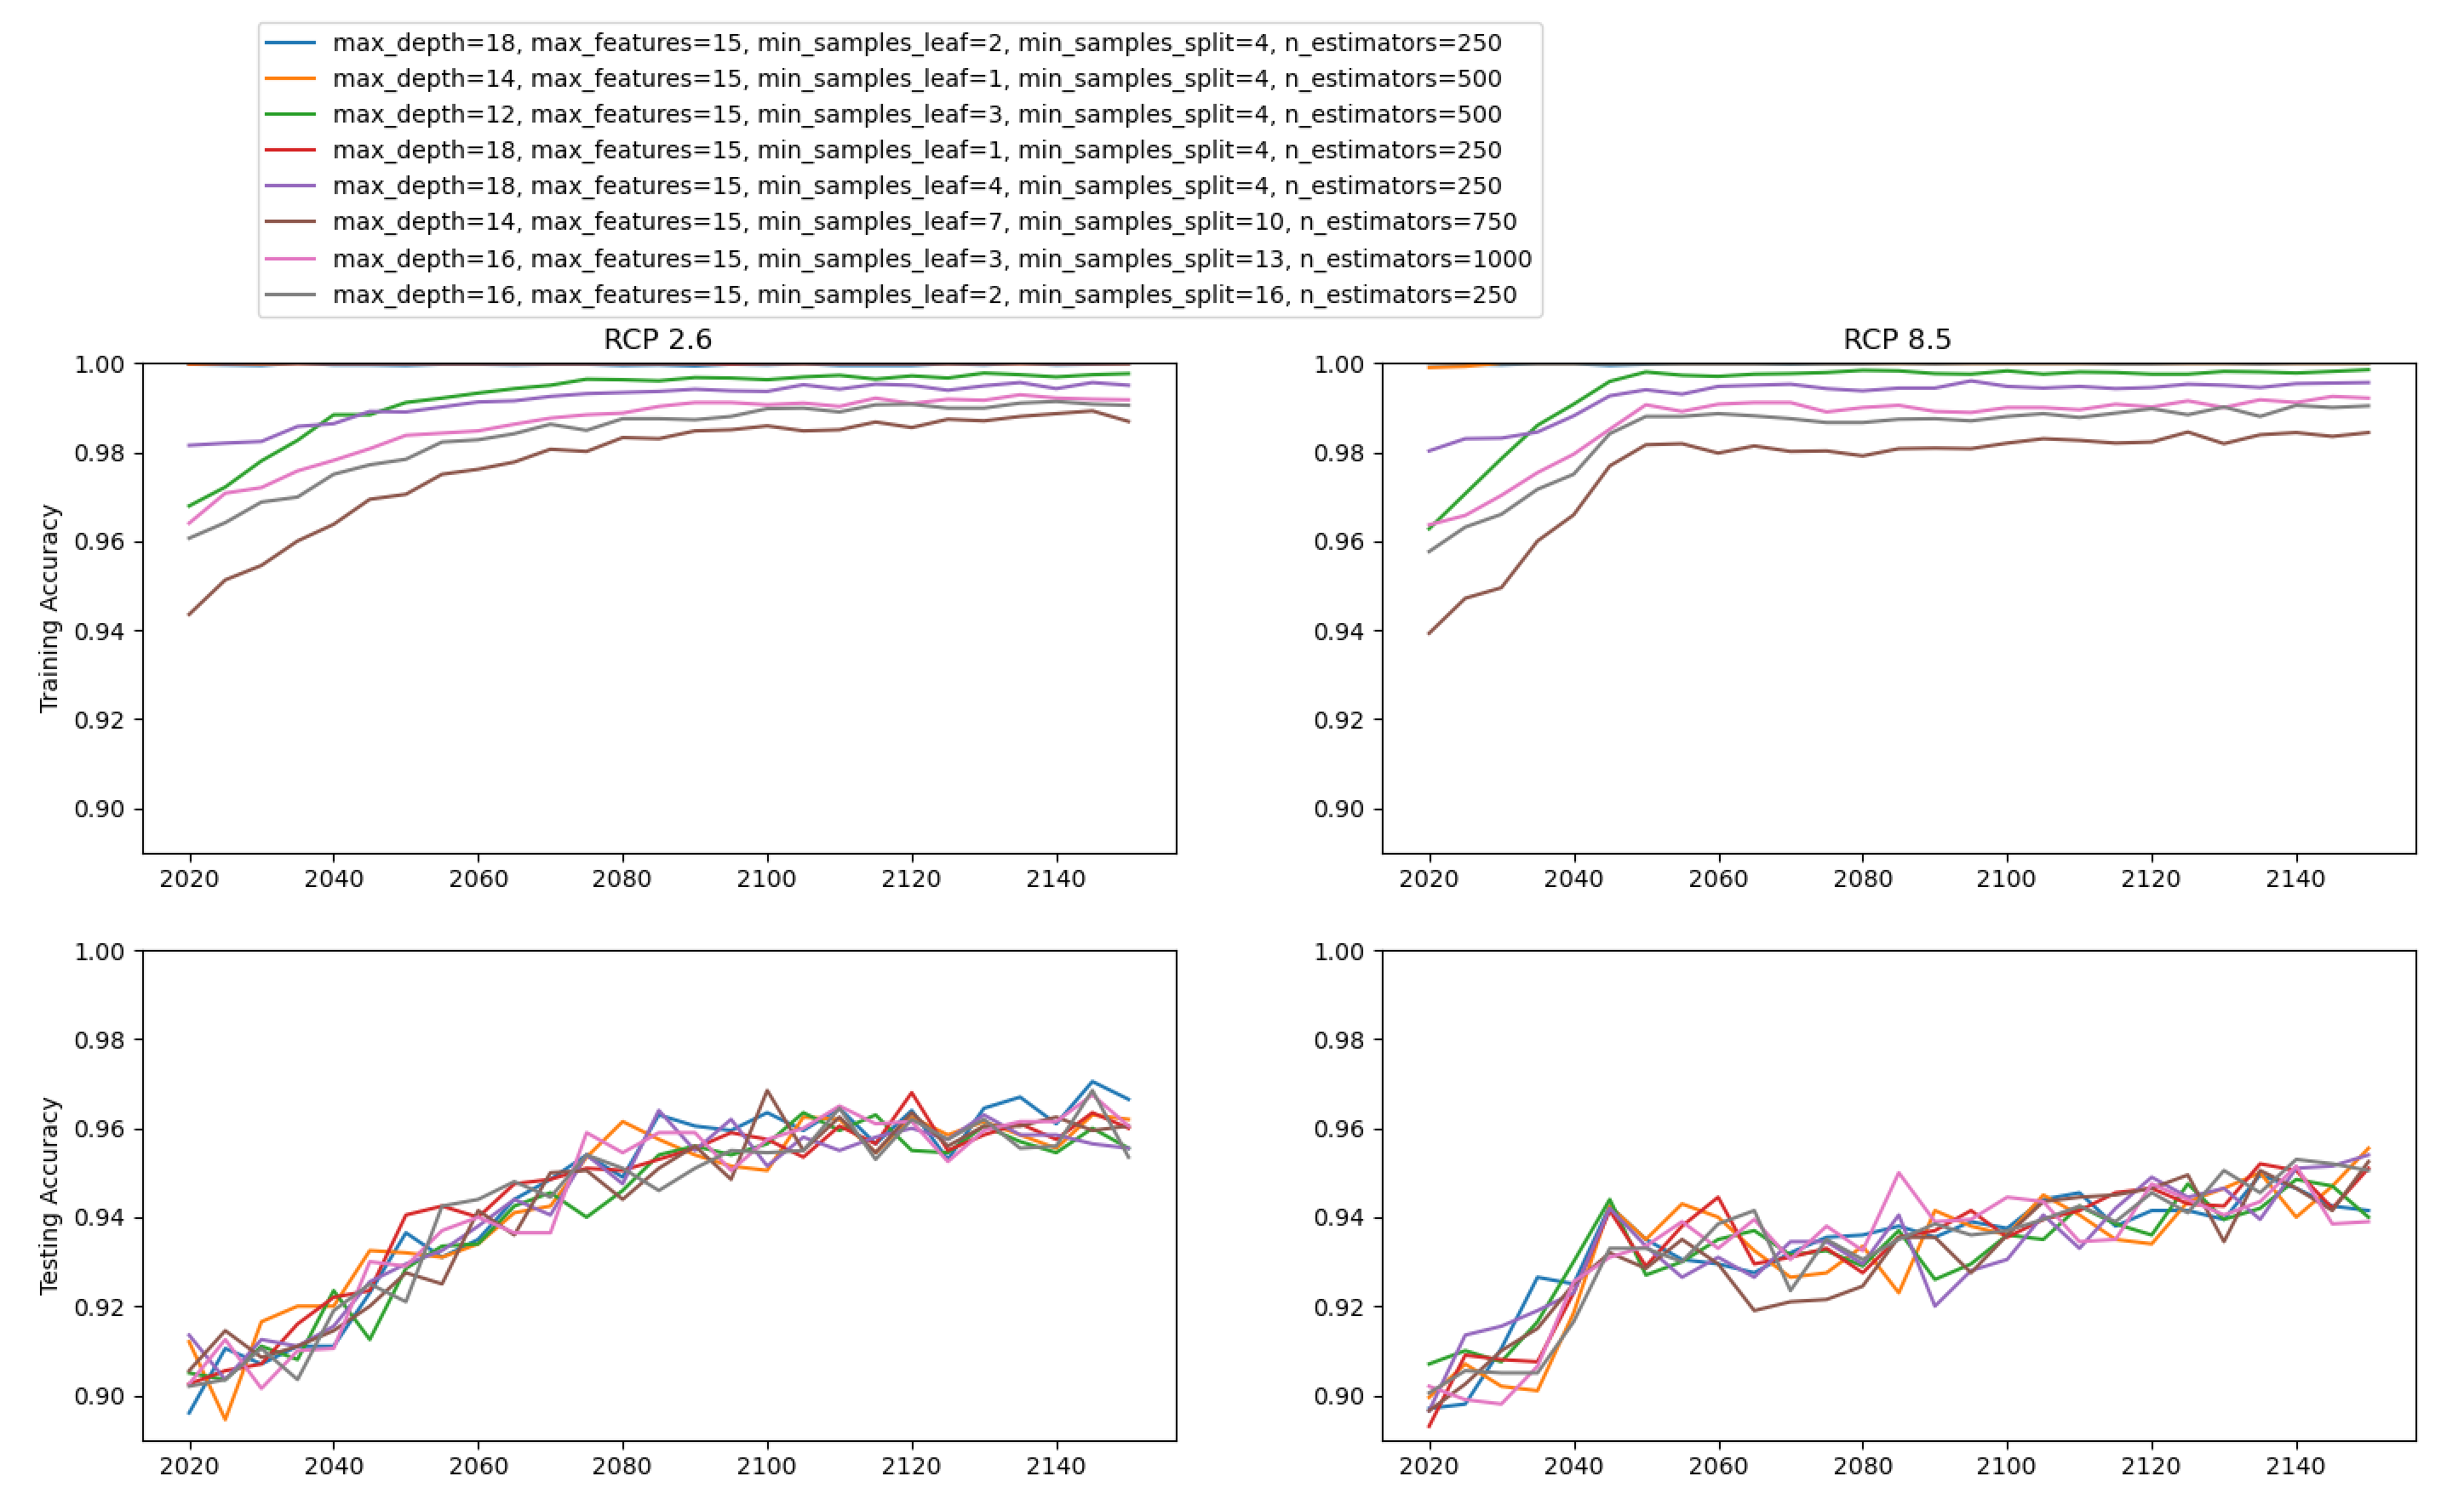 max_depth=18, max_features=15, min_samples_leaf=2, min_samples_split=4, n_estimators=250
max_depth=14, max_features=15, min_samples_leaf=1, min_samples_split=4, n_estimators=500
max_depth=12, max_features=15, min_samples_leaf=3, min_samples_split=4, n_estimators=500
max_depth=18, max_features=15, min_samples_leaf=1, min_samples_split=4, n_estimators=250
max_depth=18, max_features=15, min_samples_leaf=4, min_samples_split=4, n_estimators=250
max_depth=14, max_features=15, min_samples_leaf=7, min_samples_split=10, n_estimators=750
max_depth=16, max_features=15, min_samples_leaf=3, min_samples_split=13, n_estimators=1000
max_depth=16, max_features=15, min_samples_leaf=2, min_samples_split=16, n_estimators=250
RCP 2.6
Training Accuracy
1.00
0.98
0.96
0.94
0.92
0.90
2020 2040 2060 2080 2100 2120 2140
RCP 8.5
1.00
0.98
0.96
0.94
0.92
0.90
2020 2040 2060 2080 2100 2120 2140
Testing Accuracy
1.00
0.98
0.96
0.94
0.92
0.90
2020 2040 2060 2080 2100 2120 2140
1.00
0.98
0.96
0.94
0.92
0.90
2020 2040 2060 2080 2100 2120 2140